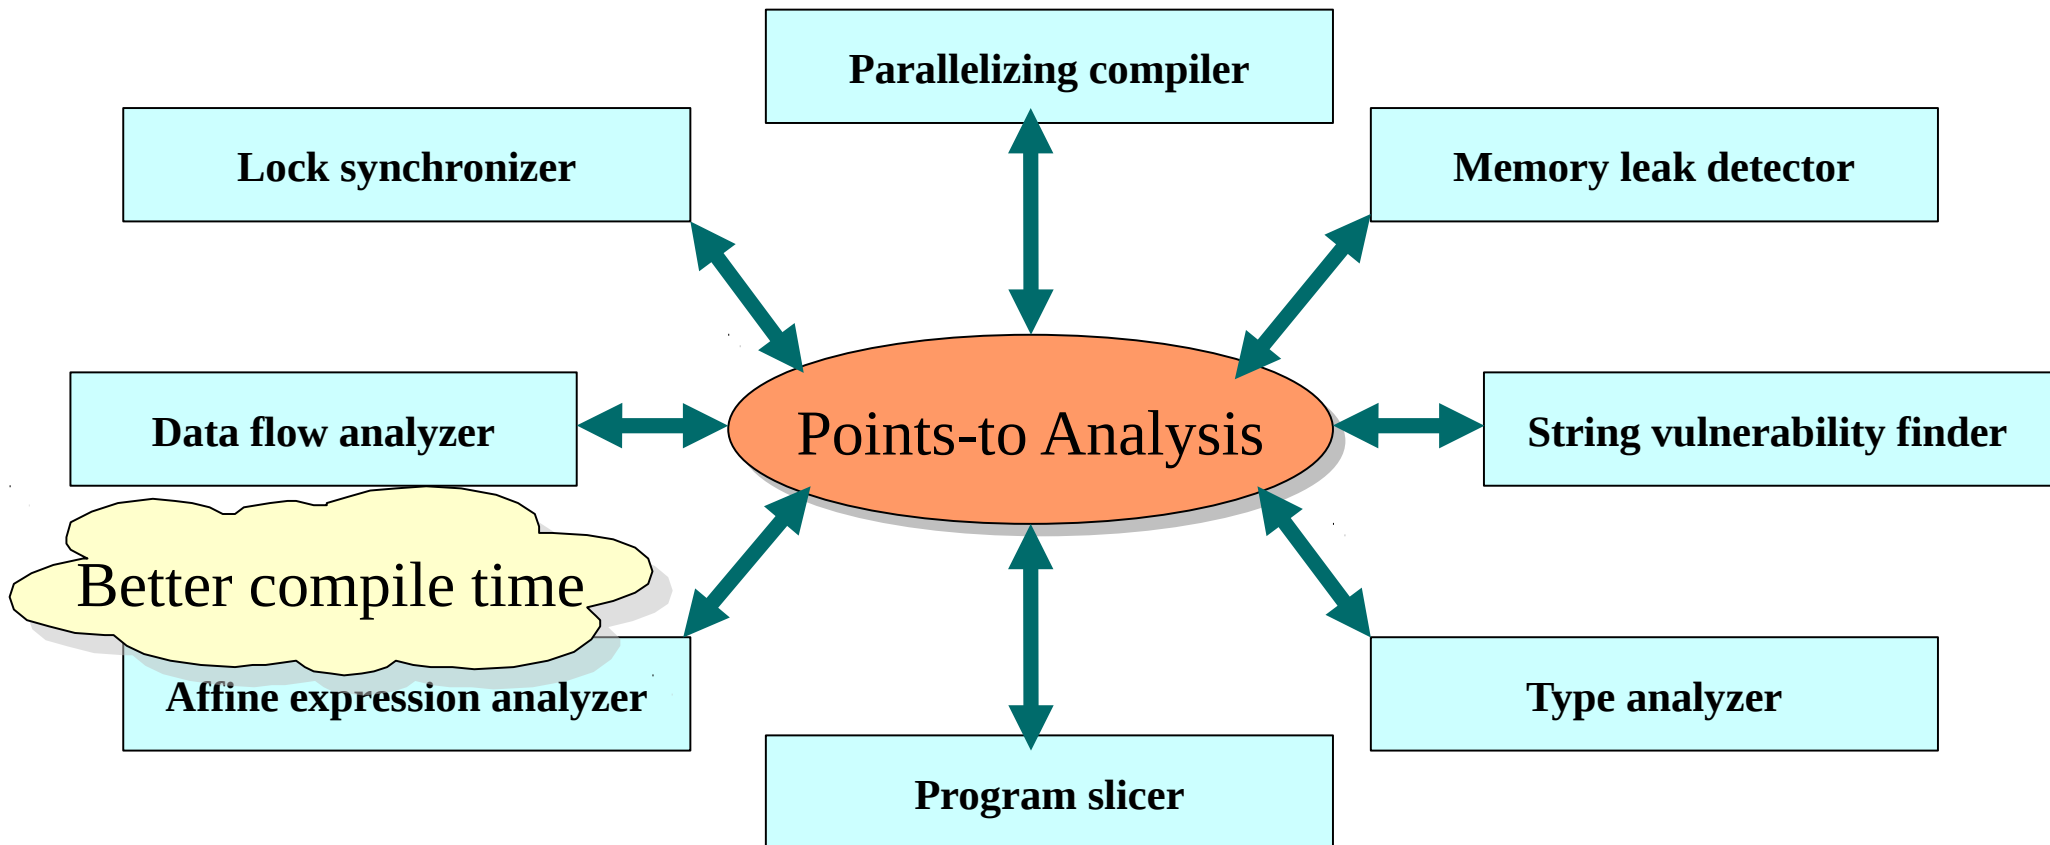 Parallelizing compiler
Lock synchronizer
Memory leak detector
Points-to Analysis
Data flow analyzer
String vulnerability finder
Better compile time
Affine expression analyzer
Type analyzer
Program slicer